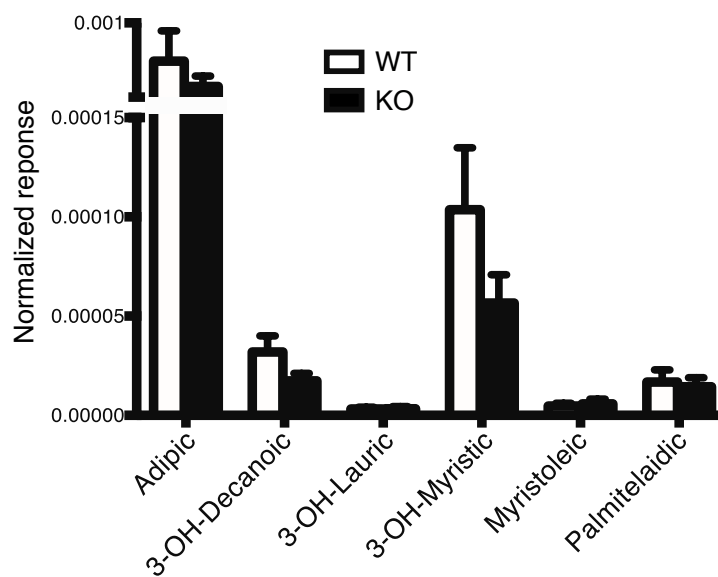 0.001
WT
KO
0.00015
0.00010
0.00005
0.00000
Normalized reponse
Adipic
3-OH-Decanoic
3-OH-Lauric
3-OH-Myristic
Myristoleic
Palmitelaidic